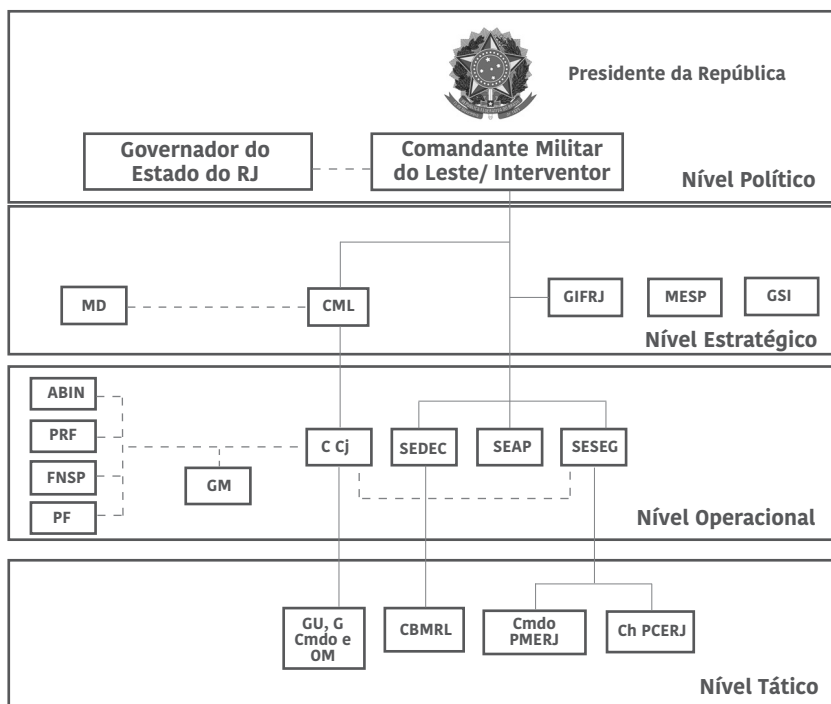 Presidente da República
Governador do
Estado do RJ
Comandante Militar
do Leste/ Interventor
Nível Político
MD
CML
GIFRJ
MESP
GSI
Nível Estratégico
ABIN
PRF
FNSP
PF
GM
C Cj
SEDEC
SEAP
SESEG
Nível Operacional
GU, G
Cmdo e
OM
CBMRL
Cmdo
PMERJ
Ch PCERJ
Nível Tático